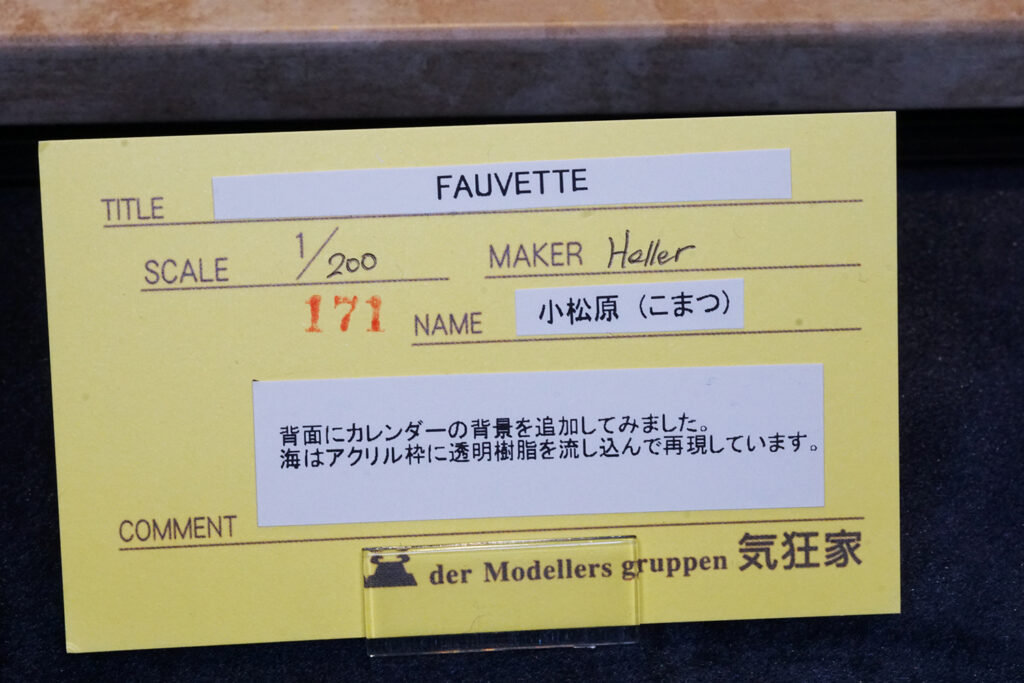 TITLE FAUVETTE
SCALE 1/200 MAKER Heller
171 NAME 小松原（こまつ）
背面にカレンダーの背景を追加してみました。
海はアクリル枠に透明樹脂を流し込んで再現しています。
COMMENT
der Modellers gruppen 気狂家